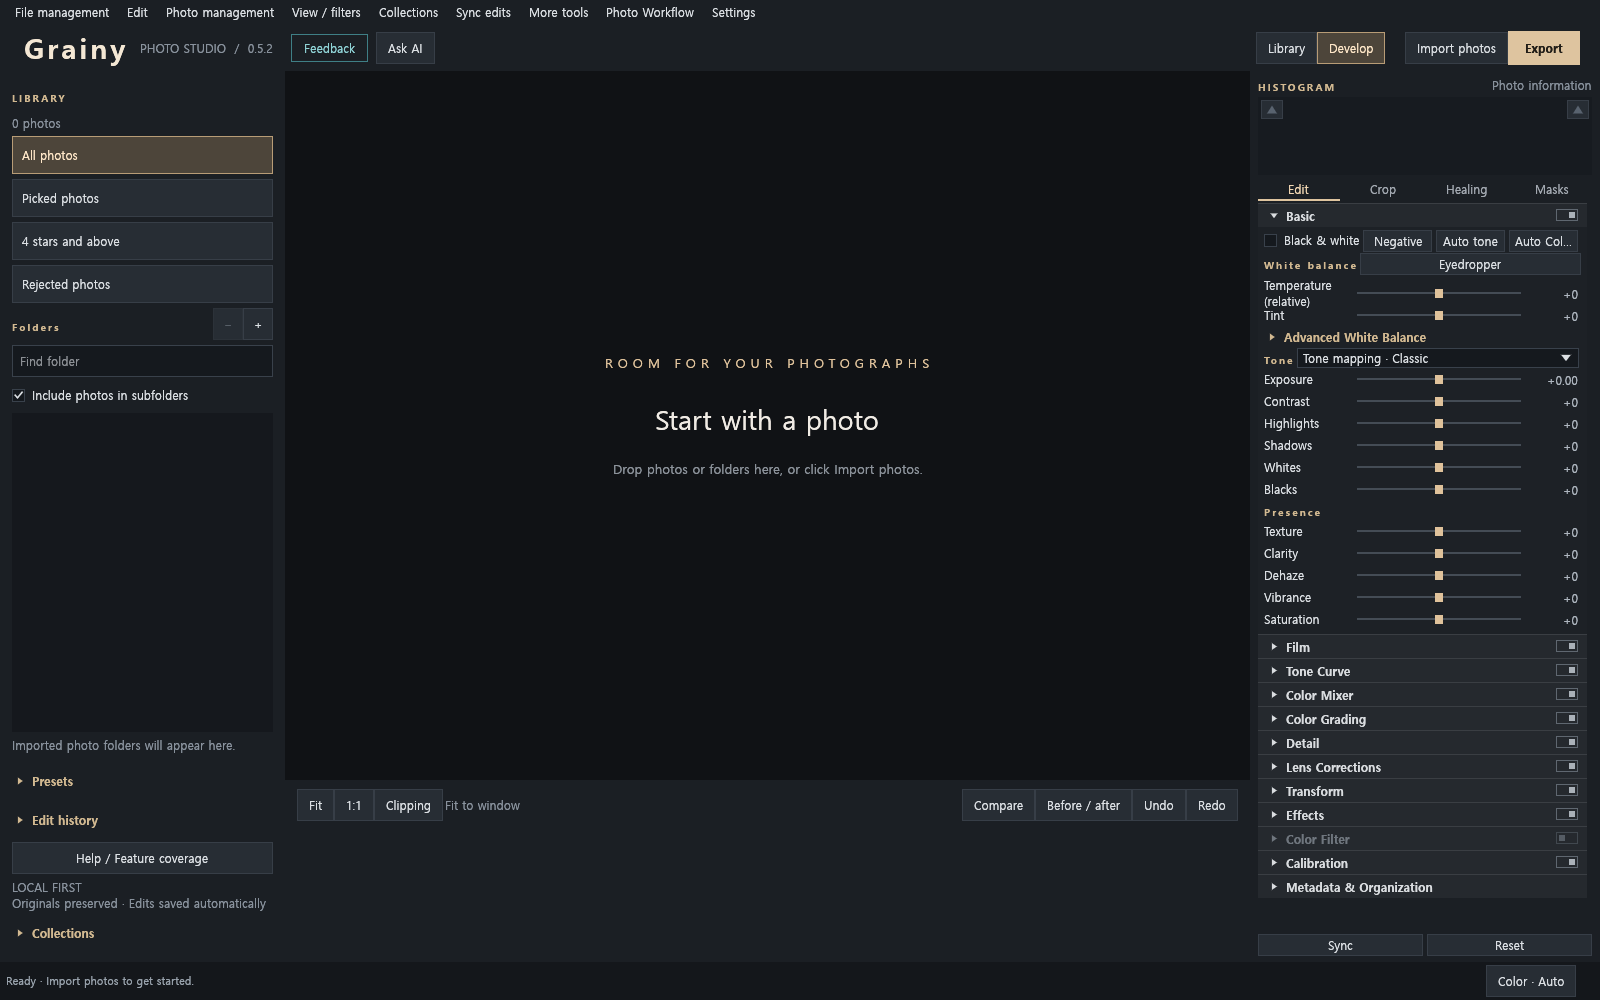 File management Edit Photo management View / filters Collections Sync edits More tools Photo Workflow Settings
Grainy PHOTO STUDIO / 0.5.2 Feedback Ask AI Library Develop Import photos Export
LIBRARY
0 photos
All photos
Picked photos
4 stars and above
Rejected photos
Folders − +
Find folder
Include photos in subfolders
Imported photo folders will appear here.
Presets
Edit history
Help / Feature coverage
LOCAL FIRST
Originals preserved · Edits saved automatically
Collections
ROOM FOR YOUR PHOTOGRAPHS
Start with a photo
Drop photos or folders here, or click Import photos.
Fit 1:1 Clipping Fit to window Compare Before / after Undo Redo
HISTOGRAM Photo information
Edit Crop Healing Masks
Basic
Black & white Negative Auto tone Auto Col...
White balance Eyedropper
Temperature
(relative) +0
Tint +0
Advanced White Balance
Tone Tone mapping · Classic
Exposure +0.00
Contrast +0
Highlights +0
Shadows +0
Whites +0
Blacks +0
Presence
Texture +0
Clarity +0
Dehaze +0
Vibrance +0
Saturation +0
Film
Tone Curve
Color Mixer
Color Grading
Detail
Lens Corrections
Transform
Effects
Color Filter
Calibration
Metadata & Organization
Sync Reset
Ready · Import photos to get started. Color · Auto